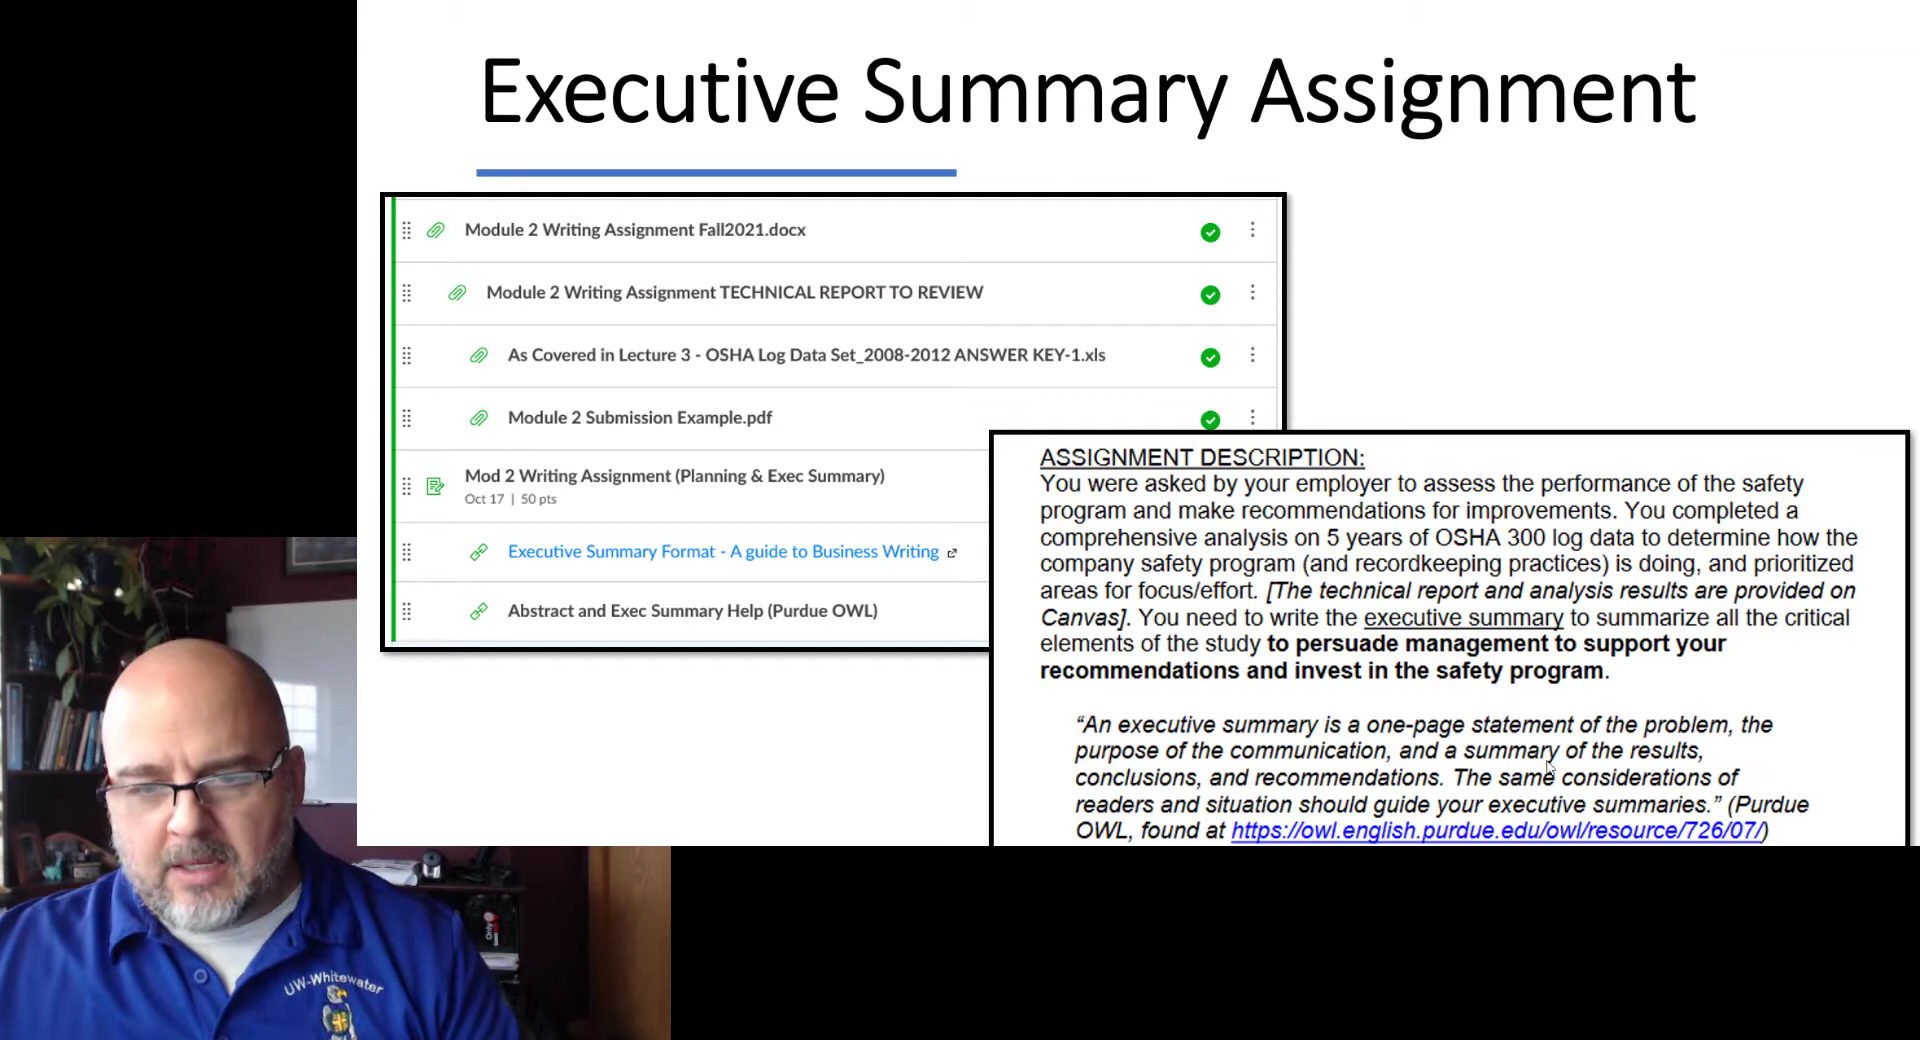 Executive Summary Assignment
Module 2 Writing Assignment Fall2021.docx
Module 2 Writing Assignment TECHNICAL REPORT TO REVIEW
As Covered in Lecture 3 - OSHA Log Data Set_2008-2012 ANSWER KEY-1.xls
Module 2 Submission Example.pdf
Mod 2 Writing Assignment (Planning & Exec Summary)
Oct 17 | 50 pts
Executive Summary Format - A guide to Business Writing
Abstract and Exec Summary Help (Purdue OWL)
ASSIGNMENT DESCRIPTION:
You were asked by your employer to assess the performance of the safety
program and make recommendations for improvements. You completed a
comprehensive analysis on 5 years of OSHA 300 log data to determine how the
company safety program (and recordkeeping practices) is doing, and prioritized
areas for focus/effort. [The technical report and analysis results are provided on
Canvas]. You need to write the executive summary to summarize all the critical
elements of the study to persuade management to support your
recommendations and invest in the safety program.
“An executive summary is a one-page statement of the problem, the
purpose of the communication, and a summary of the results,
conclusions, and recommendations. The same considerations of
readers and situation should guide your executive summaries.” (Purdue
OWL, found at https://owl.english.purdue.edu/owl/resource/726/07/)
UW-Whitewater